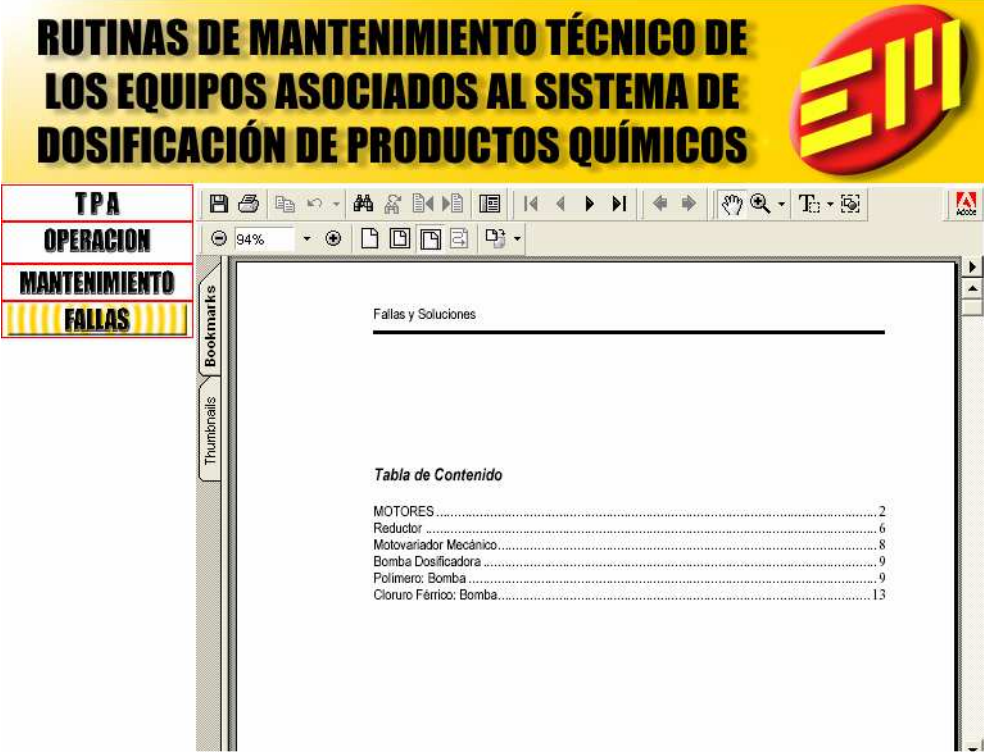 RUTINAS DE MANTENIMIENTO TÉCNICO DE
LOS EQUIPOS ASOCIADOS AL SISTEMA DE
DOSIFICACIÓN DE PRODUCTOS QUÍMICOS
EM
TPA
OPERACION
MANTENIMIENTO
FALLAS
Adobe
94%
Bookmarks
Thumbnails
Fallas y Soluciones
Tabla de Contenido
MOTORES 2
Reductor 6
Motovariador Mecánico 8
Bomba Dosificadora 9
Polimero: Bomba 9
Cloruro Férrico: Bomba 13